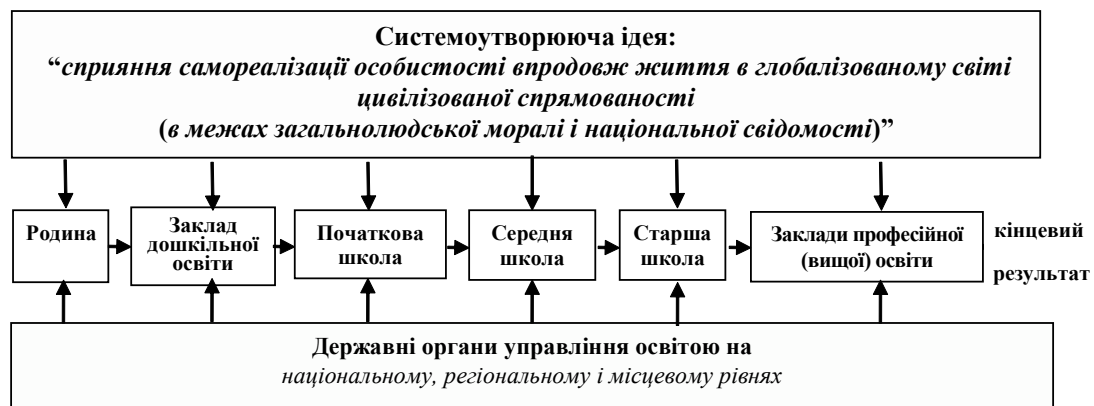 Системоутворююча ідея:
“сприяння самореалізації особистості впродовж життя в глобалізованому світі
цивілізованої спрямованості
(в межах загальнолюдської моралі і національної свідомості)”
Родина
Заклад
дошкільної
освіти
Початкова
школа
Середня
школа
Старша
школа
Заклади професійної
(вищої) освіти
кінцевий
результат
Державні органи управління освітою на
національному, регіональному і місцевому рівнях